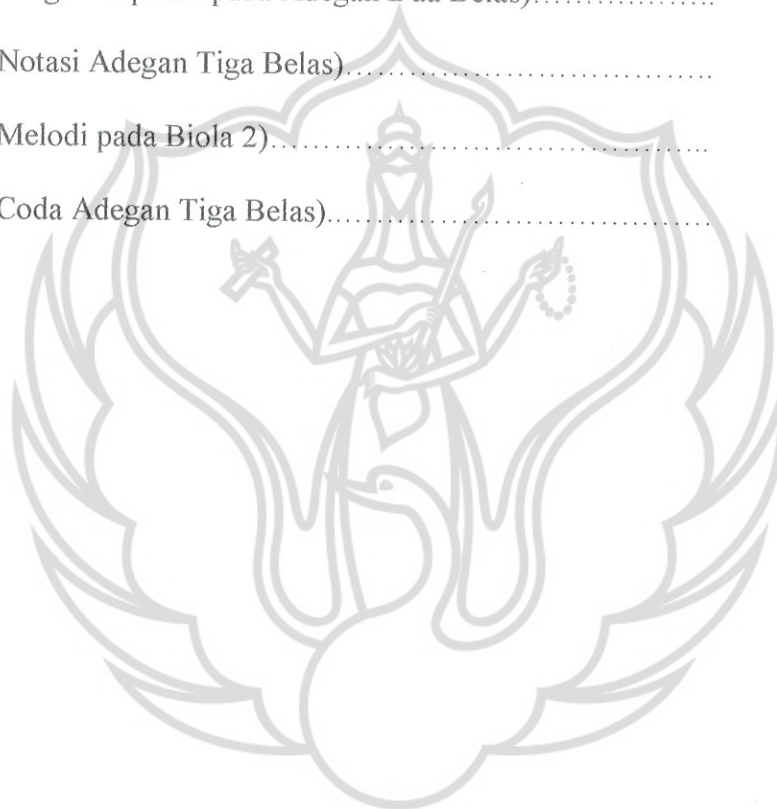 pada Adegan Dua Belas)………………
Notasi Adegan Tiga Belas)………………………………
Melodi pada Biola 2)……………………………………..
Coda Adegan Tiga Belas)………………………………